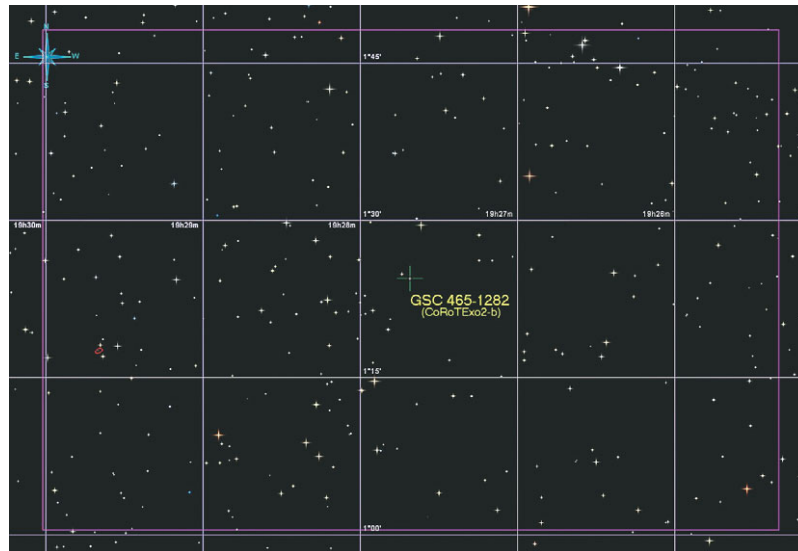 N
E W
S
1°45'
1°30'
19h30m 19h29m 19h28m 19h27m 19h26m
GSC 465-1282
(CoRoTExo2-b)
1°15'
1°00'